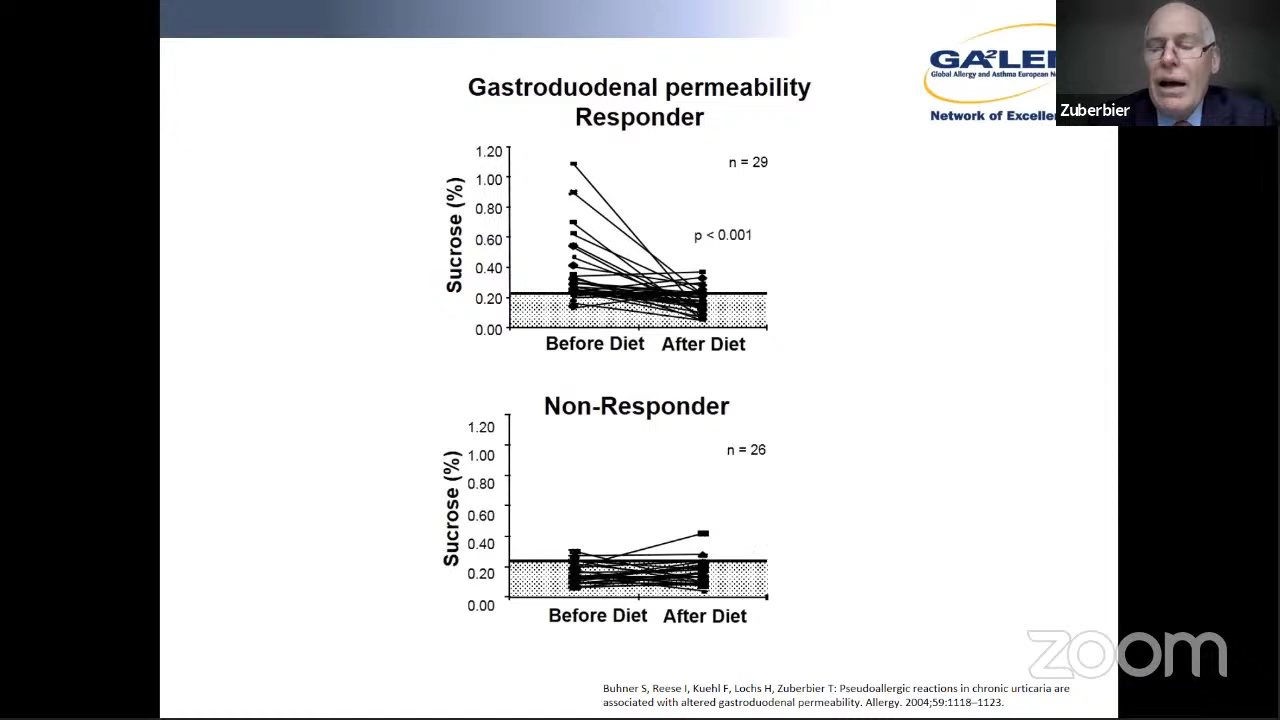 GA²LE
Global Allergy and Asthma European
Network of Excelle
Zuberbier
Gastroduodenal permeability
Responder
1.20
1.00
0.80
0.60
0.40
0.20
0.00
Sucrose (%)
n = 29
p < 0.001
Before Diet After Diet
Non-Responder
1.20
1.00
0.80
0.60
0.40
0.20
0.00
Sucrose (%)
n = 26
Before Diet After Diet
zoom
Buhner S, Reese I, Kuehl F, Lochs H, Zuberbier T: Pseudoallergic reactions in chronic urticaria are
associated with altered gastroduodenal permeability. Allergy. 2004;59:1118–1123.